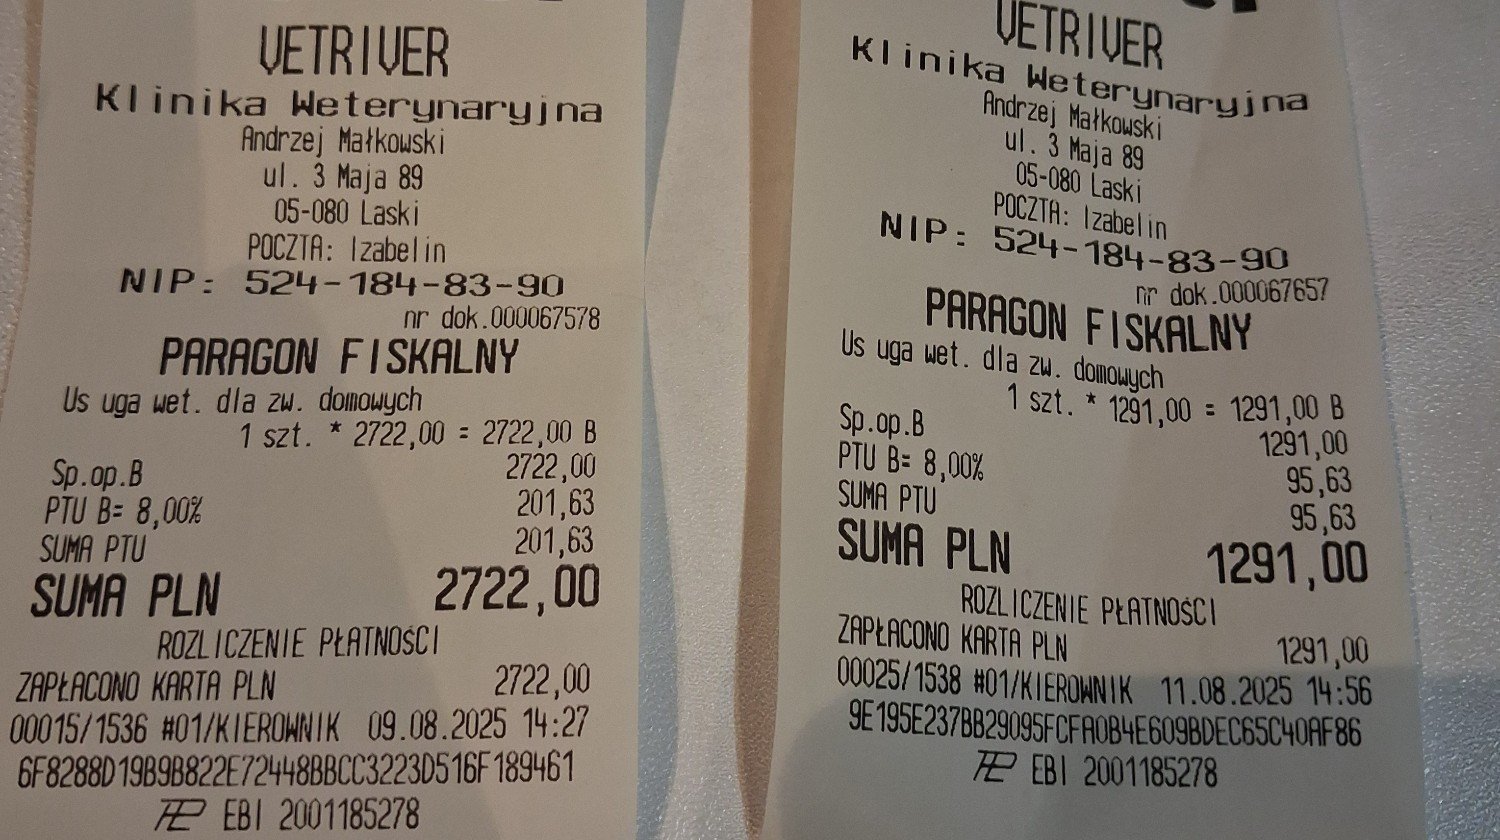 VETRIVER
Klinika Weterynaryjna
Andrzej Małkowski
ul. 3 Maja 89
05-080 Laski
POCZTA: Izabelin
NIP: 524-184-83-90
nr dok.000067578
PARAGON FISKALNY
Us uga wet. dla zw. domowych
1 szt. * 2722,00 = 2722,00 B
Sp.op.B 2722,00
PTU B= 8,00% 201,63
SUMA PTU 201,63
SUMA PLN 2722,00
ROZLICZENIE PŁATNOŚCI
ZAPŁACONO KARTA PLN 2722,00
00015/1536 #01/KIEROWNIK 09.08.2025 14:27
6F8288D19B9B822E72448BBCC3223D516F189461
EBI 2001185278
VETRIVER
Klinika Weterynaryjna
Andrzej Małkowski
ul. 3 Maja 89
05-080 Laski
POCZTA: Izabelin
NIP: 524-184-83-90
nr dok.000067657
PARAGON FISKALNY
Us uga wet. dla zw. domowych
1 szt. * 1291,00 = 1291,00 B
Sp.op.B 1291,00
PTU B= 8,00% 95,63
SUMA PTU 95,63
SUMA PLN 1291,00
ROZLICZENIE PŁATNOŚCI
ZAPŁACONO KARTA PLN 1291,00
00025/1538 #01/KIEROWNIK 11.08.2025 14:56
9E195E237BB29095FCFA0B4E609BDEC65C40AF86
EBI 2001185278